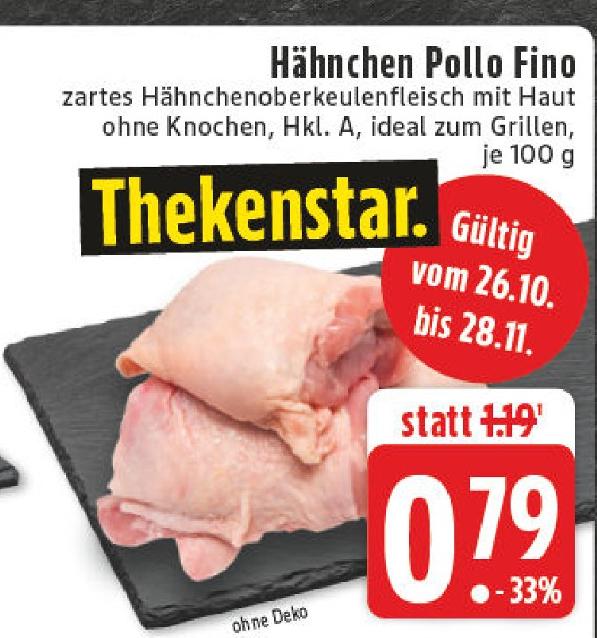 Hähnchen Pollo Fino
zartes Hähnchenoberkeulenfleisch mit Haut
ohne Knochen, Hkl. A, ideal zum Grillen,
je 100 g
Thekenstar.
Gültig
vom 26.10.
bis 28.11.
statt 1.19¹
0.79
- 33%
ohne Deko